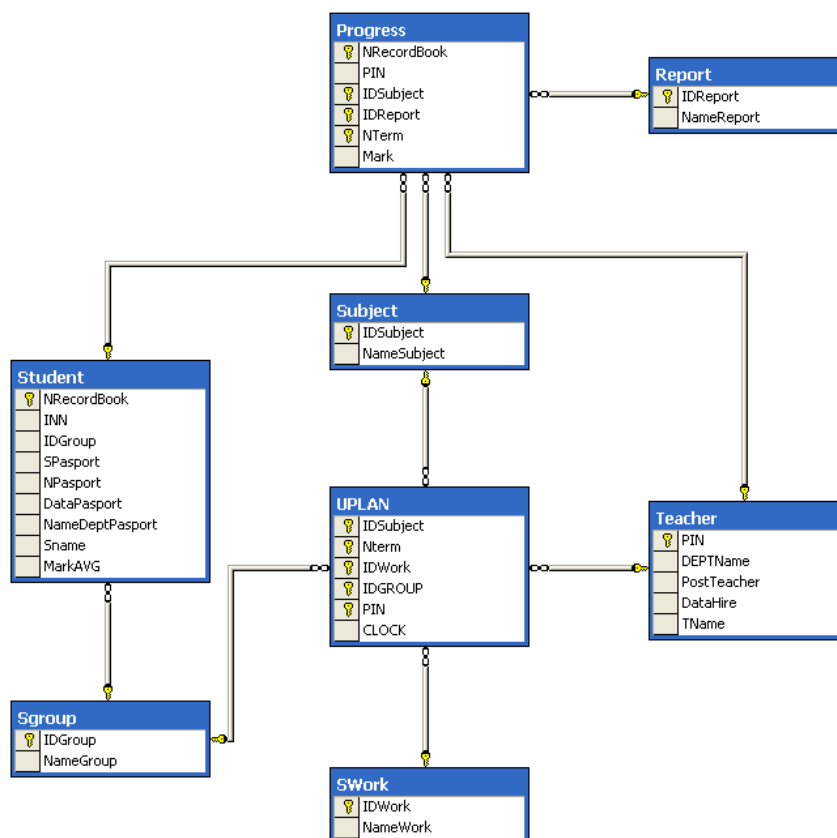 Progress
NRecordBook
PIN
IDSubject
IDReport
NTerm
Mark
Report
IDReport
NameReport
Subject
IDSubject
NameSubject
Student
NRecordBook
INN
IDGroup
SPasport
NPasport
DataPasport
NameDeptPasport
Sname
MarkAVG
UPLAN
IDSubject
Nterm
IDWork
IDGROUP
PIN
CLOCK
Teacher
PIN
DEPTName
PostTeacher
DataHire
TName
Sgroup
IDGroup
NameGroup
SWork
IDWork
NameWork